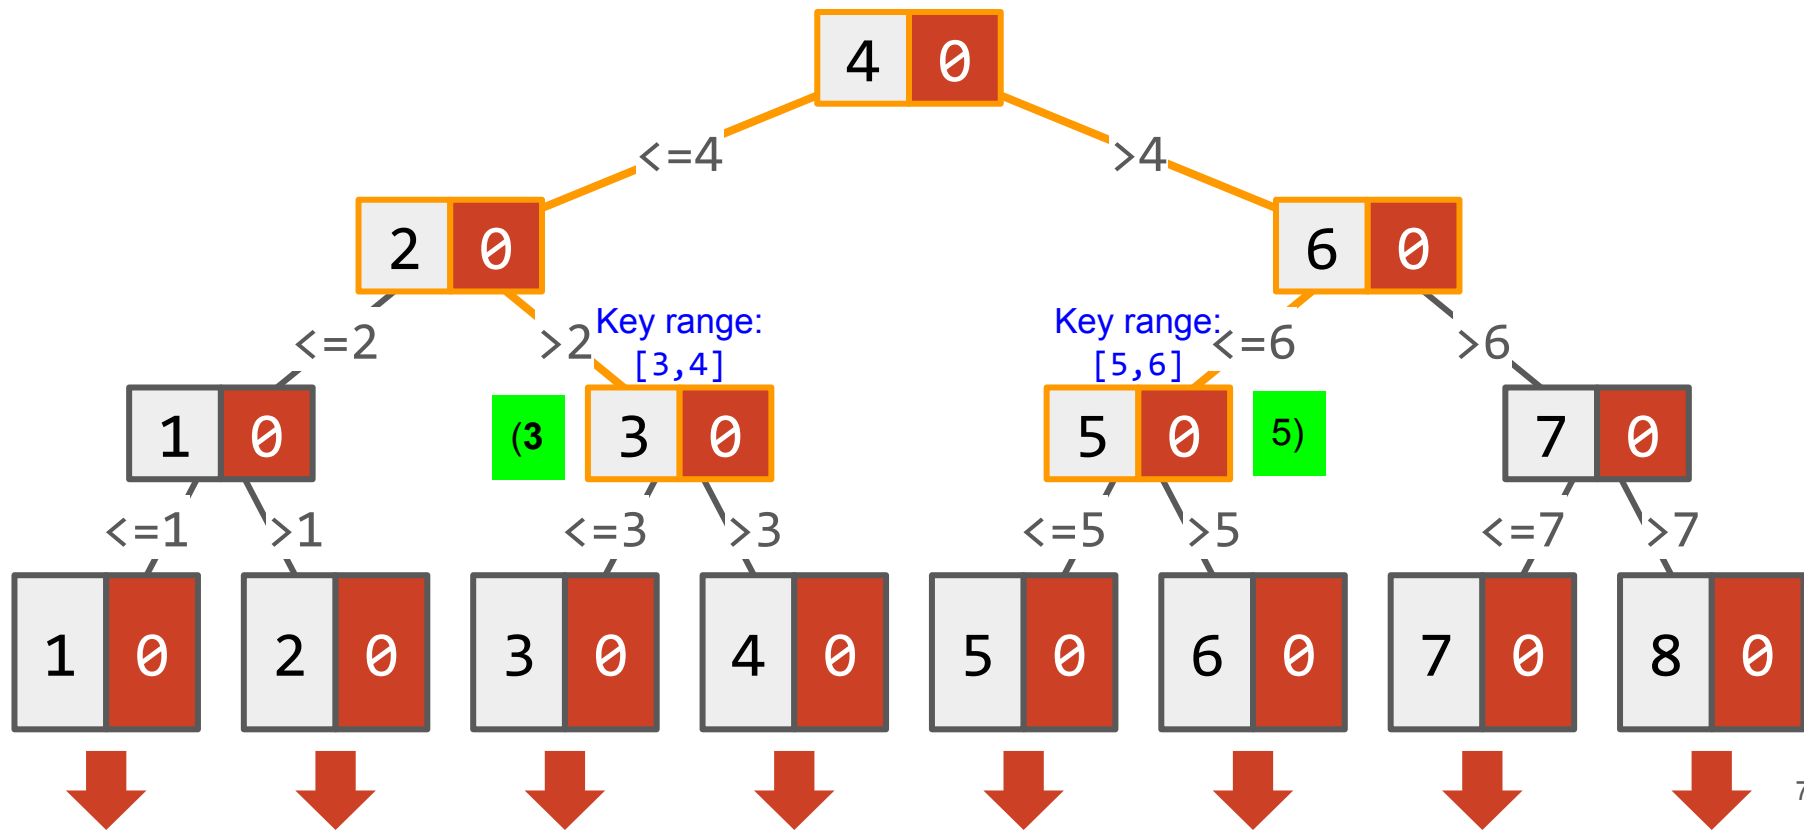 4 0
<=4 >4
2 0 6 0
<=2 >2 Key range: Key range: <=6 >6
[3,4] [5,6]
1 0 (3 3 0 5 0 5) 7 0
<=1 >1 <=3 >3 <=5 >5 <=7 >7
1 0 2 0 3 0 4 0 5 0 6 0 7 0 8 0